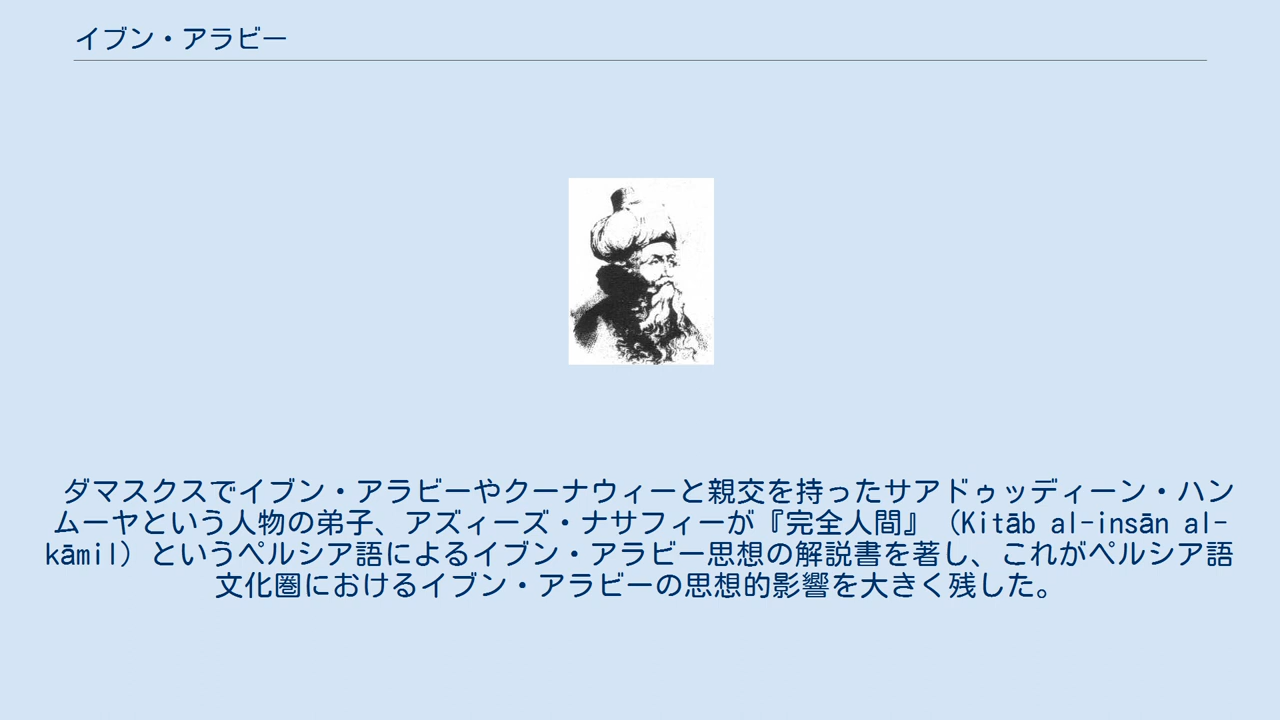 イブン・アラビー
ダマスクスでイブン・アラビーやクーナウィーと親交を持ったサアドゥッディーン・ハン
ムーヤという人物の弟子、アズィーズ・ナサフィーが『完全人間』（Kitāb al-insān al-
kāmil）というペルシア語によるイブン・アラビー思想の解説書を著し、これがペルシア語
文化圏におけるイブン・アラビーの思想的影響を大きく残した。